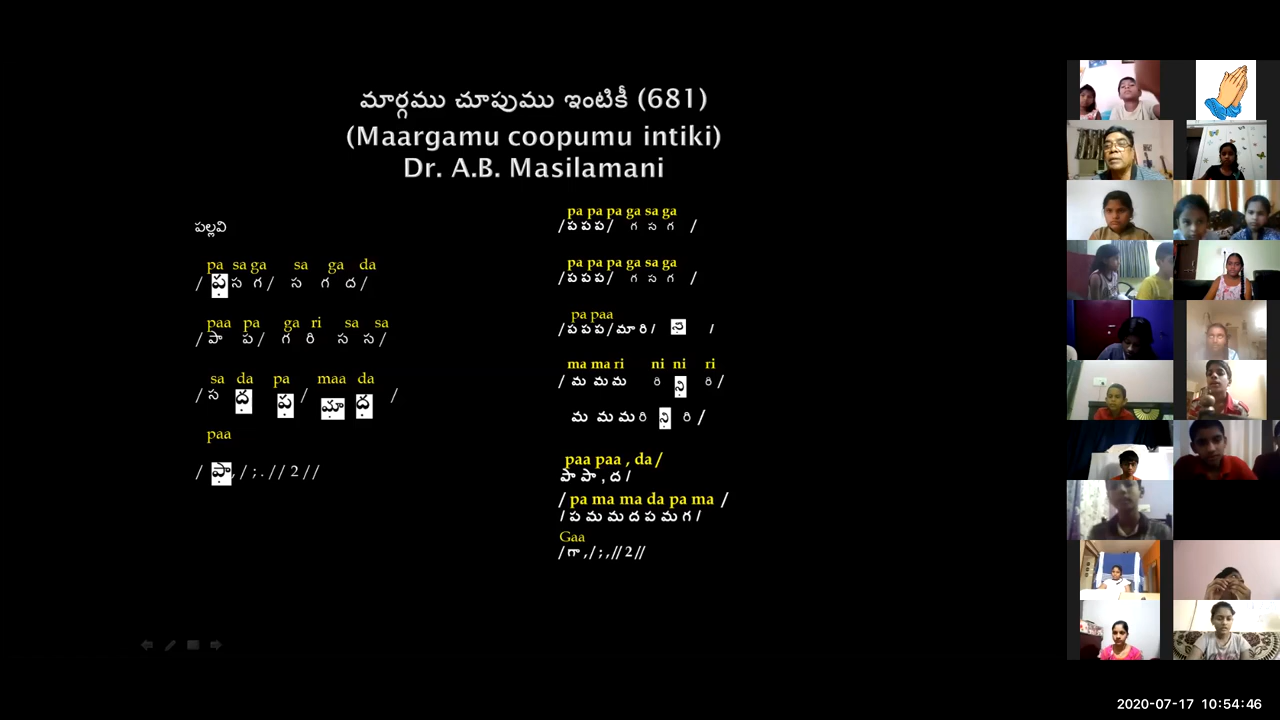 మార్గము చూపుము ఇంటికీ (681)
(Maargamu coopumu intiki)
Dr. A.B. Masilamani
పల్లవి
pa sa ga sa ga da
/ ప స గ / స గ ద /
paa pa ga ri sa sa
/ పా ప / గ రి స స /
sa da pa maa da
/ స ద ప / మా ద /
paa
/ పా , / ; . / / 2 / /
pa pa pa ga sa ga
/ ప ప ప / గ స గ /
pa pa pa ga sa ga
/ ప ప ప / గ స గ /
pa paa
/ ప ప ప / మా రి / ని /
ma ma ri ni ni ri
/ మ మ మ రి ని రి /
మ మ మ రి ని రి /
paa paa , da /
పా పా , ద /
/ pa ma ma da pa ma /
/ ప మ మ ద ప మ గ /
Gaa
/ గా , / ; , // 2 //
2020-07-17 10:54:46